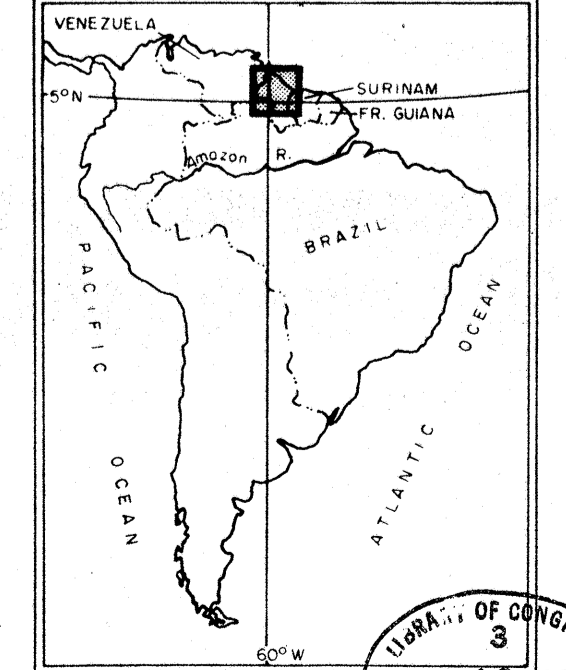 VENEZUELA
5°N
SURINAM
FR. GUIANA
Amazon R.
BRAZIL
PACIFIC OCEAN
ATLANTIC OCEAN
60° W
OF CONG
3